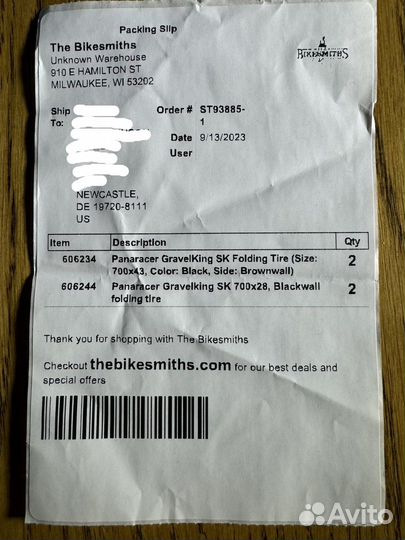 Packing Slip
The Bikesmiths
Unknown Warehouse
910 E HAMILTON ST
MILWAUKEE, WI 53202
BIKESMITHS
Ship
To:
Order # ST93885-
1
Date 9/13/2023
User
NEWCASTLE,
DE 19720-8111
US
Item Description Qty
606234 Panaracer GravelKing SK Folding Tire (Size: 2
700x43, Color: Black, Side: Brownwall)
606244 Panaracer Gravelking SK 700x28, Blackwall 2
folding tire
Thank you for shopping with The Bikesmiths
Checkout thebikesmiths.com for our best deals and
special offers
Avito